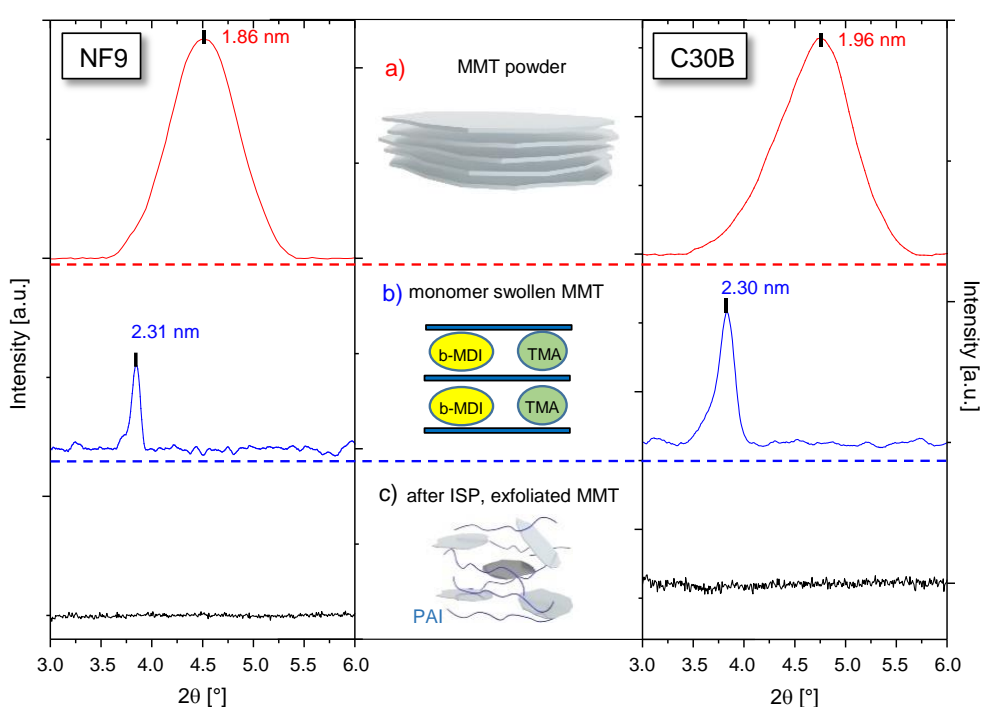 NF9
1.86 nm
a) MMT powder
C30B
1.96 nm
2.31 nm
b) monomer swollen MMT
b-MDI TMA
b-MDI TMA
2.30 nm
c) after ISP, exfoliated MMT
PAI
Intensity [a.u.]
Intensity [a.u.]
3.0 3.5 4.0 4.5 5.0 5.5 6.0
2θ [°]
3.0 3.5 4.0 4.5 5.0 5.5 6.0
2θ [°]